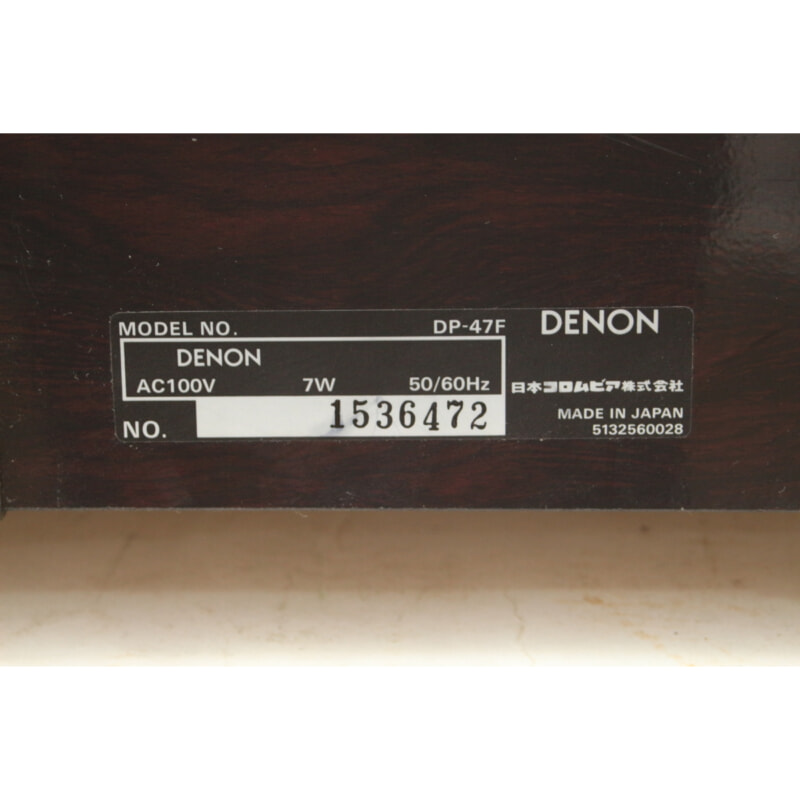 MODEL NO. DP-47F
DENON
AC100V 7W 50/60Hz
NO. 1536472
DENON
日本コロムビア株式会社
MADE IN JAPAN
5132560028